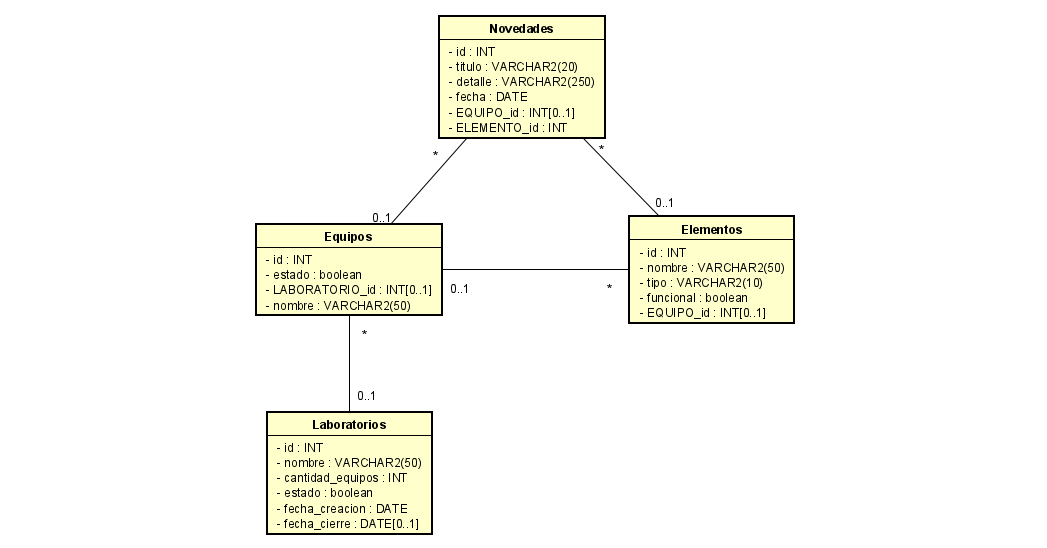 Novedades
- id : INT
- titulo : VARCHAR2(20)
- detalle : VARCHAR2(250)
- fecha : DATE
- EQUIPO_id : INT[0..1]
- ELEMENTO_id : INT
*
*
0..1
0..1
Equipos
- id : INT
- estado : boolean
- LABORATORIO_id : INT[0..1]
- nombre : VARCHAR2(50)
0..1
*
Elementos
- id : INT
- nombre : VARCHAR2(50)
- tipo : VARCHAR2(10)
- funcional : boolean
- EQUIPO_id : INT[0..1]
*
0..1
Laboratorios
- id : INT
- nombre : VARCHAR2(50)
- cantidad_equipos : INT
- estado : boolean
- fecha_creacion : DATE
- fecha_cierre : DATE[0..1]